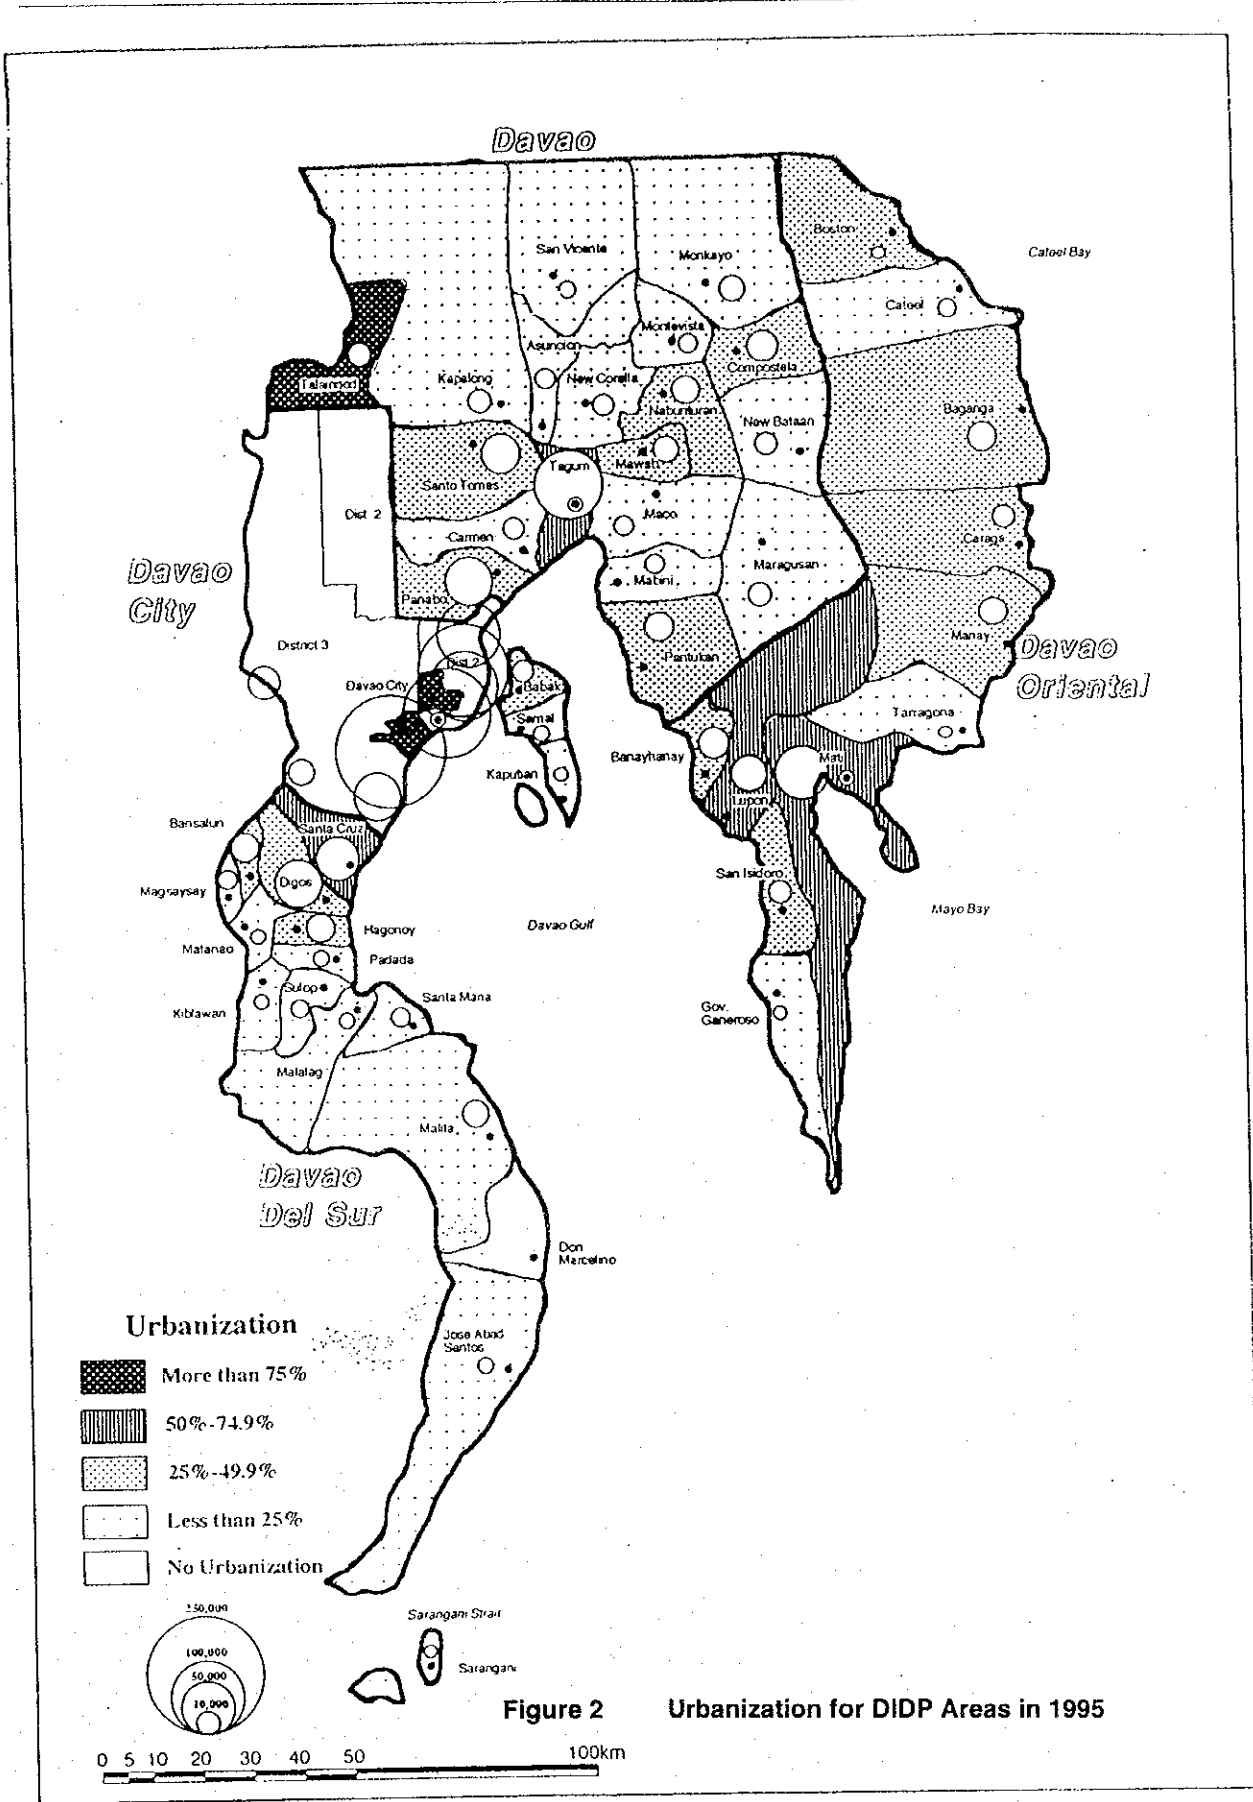 Davao
Boston
Cateel Bay
San Vicente
Monkayo
Cateel
Montevista
Asuncion
Compostela
Talaingod
Kapalong
New Corella
Nabunturan
Baganga
New Bataan
Tagum
Mawab
Santo Tomas
Dist 2
Maco
Carmen
Caraga
Davao
City
Maragusan
Mabini
Panabo
Manay
District 3
Davao
Oriental
Dist 2
Pantukan
Davao City
Babak
Samal
Tarragona
Banayhanay
Mati
Kaputian
Lupon
Bansalan
Santa Cruz
San Isidoro
Digos
Magsaysay
Mayo Bay
Davao Gulf
Hagonoy
Matanao
Padada
Sulop
Santa Maria
Kiblawan
Gov.
Generoso
Malalag
Malita
Davao
Del Sur
Don
Marcelino
Urbanization
Jose Abad
Santos
More than 75%
50%-74.9%
25%-49.9%
Less than 25%
No Urbanization
250,000
100,000
50,000
10,000
Sarangani Strait
Sarangani
Figure 2 Urbanization for DIDP Areas in 1995
0 5 10 20 30 40 50 100km